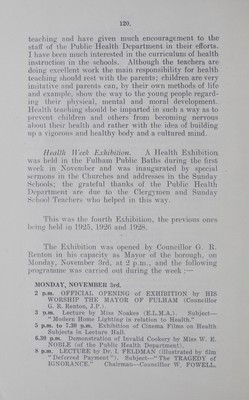 120.
teaching and have given much encouragement to the
staff of the Public Health Department in their efforts.
I have been much interested in the curriculum of health
instruction in the schools. Although the teachers are
doing excellent work the main responsibility for health
teaching should rest with the parents; children are very
imitative and parents can, by their own methods of life
and example, show the way to the young people regard-
ing their physical, mental and moral development.
Health teaching should be imparted in such a way as to
prevent children and others from becoming nervous
about their health and rather with the idea of building
up a vigorous and healthy body and a cultured mind.
Health Week Exhibition. A Health Exhibition
was held in the Fulham Public Baths during the first
week in November and was inaugurated by special
sermons in the Churches and addresses in the Sunday
Schools; the grateful thanks of the Public Health
Department are due to the Clergymen and Sunday
School Teachers who helped in this way.
This was the fourth Exhibition, the previous ones
being held in 1925, 1926 and 1928.
The Exhibition was opened by Councillor G. R.
Renton in his capacity as Mayor of the borough, on
Monday, November 3rd, at 2 p.m., and the following
programme was carried out during the week :—
MONDAY, NOVEMBER 3rd.
2 p.m. OFFICIAL OPENING of EXHIBITION by HIS
WORSHIP THE MAYOR OF FULHAM (Councillor
G. R. Renton, J.P.).
3 p.m. Lecture by Miss Noakes (E.L.M.A.). Subject—
"Modern Home Lighting in relation to Health."
5 p.m. to 7.30 p.m. Exhibition of Cinema Films on Health
Subjects in Lecture Hall.
6.30 p.m. Demonstration of Invalid Cookery by Miss W. E.
NOBLE (of the Public Health Department).
8 p.m. LECTURE by Dr. I. FELDMAN (illustrated by film
"Deferred Payment"). Subject—"The TRAGEDY of
IGNORANCE." Chairman—Councillor W. FOWELL.